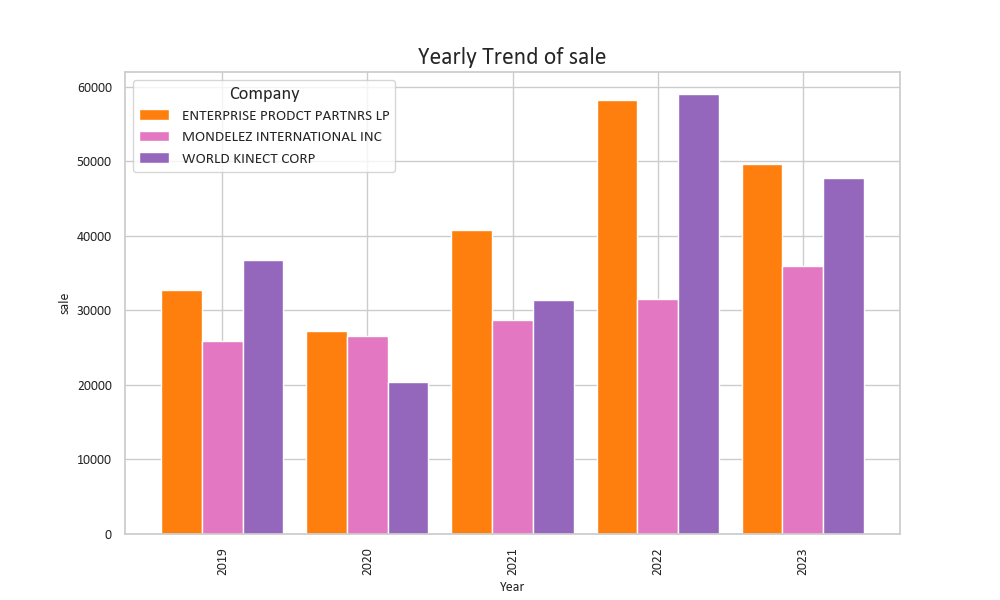 Yearly Trend of sale
Company
ENTERPRISE PRODCT PARTNRS LP
MONDELEZ INTERNATIONAL INC
WORLD KINECT CORP
60000
50000
40000
30000
20000
10000
0
sale
2019
2020
2021
2022
2023
Year